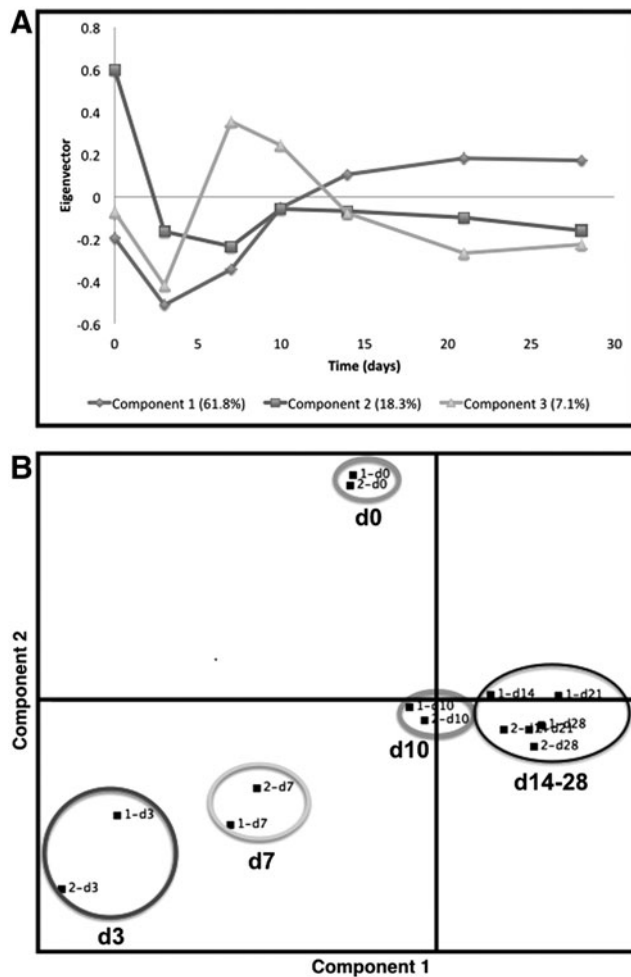 A
0.8
0.6
0.4
0.2
0
-0.2
-0.4
-0.6
Eigenvector
0 5 10 15 20 25 30
Time (days)
Component 1 (61.8%) Component 2 (18.3%) Component 3 (7.1%)
B
1-d0
2-d0
d0
Component 2
1-d14 1-d21
1-d10
2-d10
1-d28
2-d28
d10
d14-28
2-d7
1-d7
d7
1-d3
2-d3
d3
Component 1